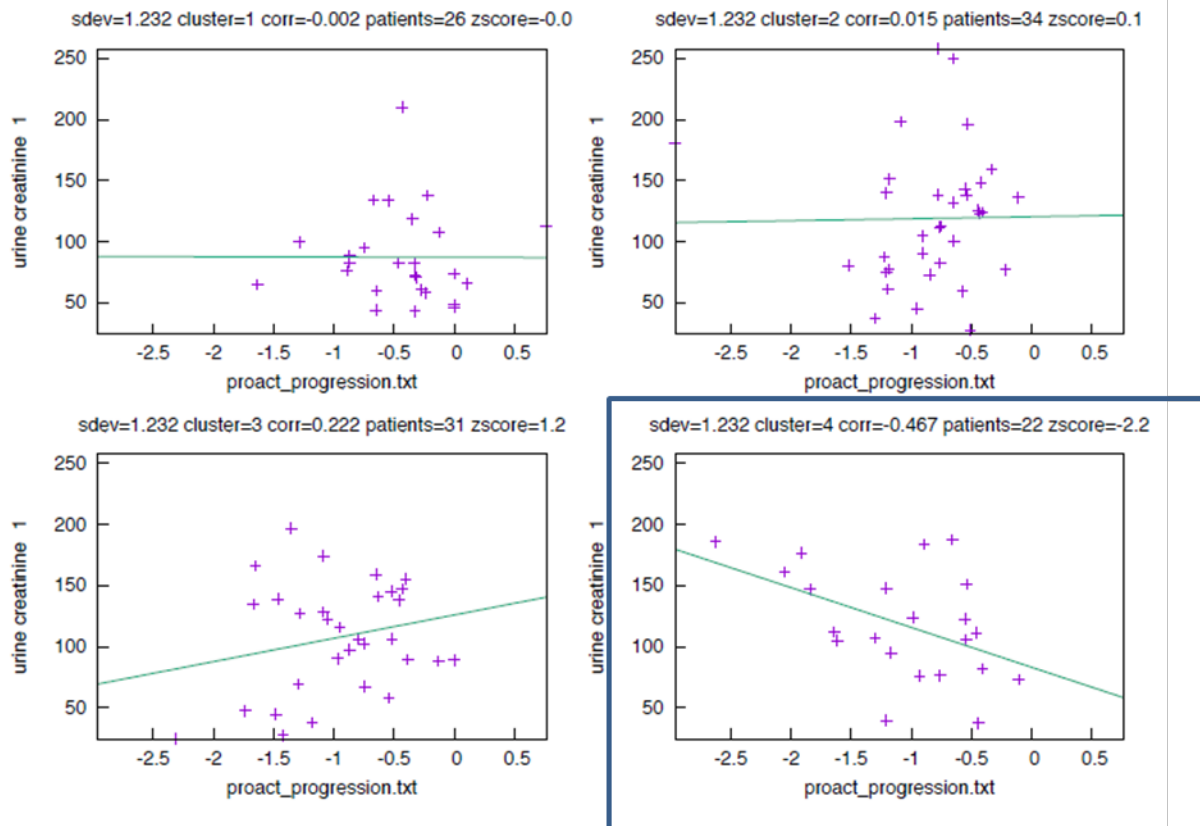 sdev=1.232 cluster=1 corr=-0.002 patients=26 zscore=-0.0
250
200
150
100
50
urine creatinine 1
-2.5 -2 -1.5 -1 -0.5 0 0.5
proact_progression.txt
sdev=1.232 cluster=2 corr=0.015 patients=34 zscore=0.1
250
200
150
100
50
urine creatinine 1
-2.5 -2 -1.5 -1 -0.5 0 0.5
proact_progression.txt
sdev=1.232 cluster=3 corr=0.222 patients=31 zscore=1.2
250
200
150
100
50
urine creatinine 1
-2.5 -2 -1.5 -1 -0.5 0 0.5
proact_progression.txt
sdev=1.232 cluster=4 corr=-0.467 patients=22 zscore=-2.2
250
200
150
100
50
urine creatinine 1
-2.5 -2 -1.5 -1 -0.5 0 0.5
proact_progression.txt